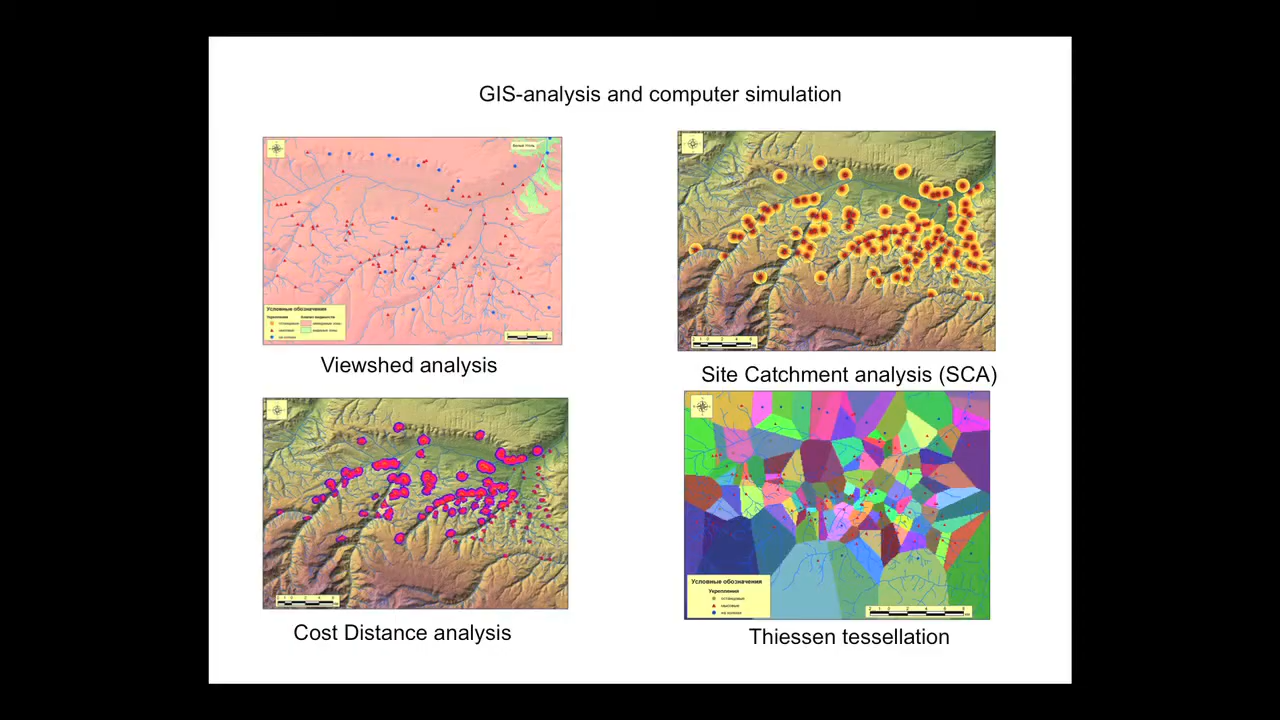 GIS-analysis and computer simulation
Условные обозначения
Viewshed analysis
Site Catchment analysis (SCA)
Условные обозначения
Укрепления
Cost Distance analysis
Thiessen tessellation